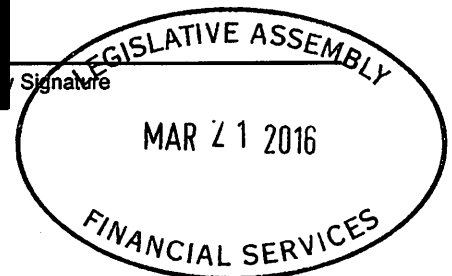 LEGISLATIVE ASSEMBLY
Signature
MAR 21 2016
FINANCIAL SERVICES